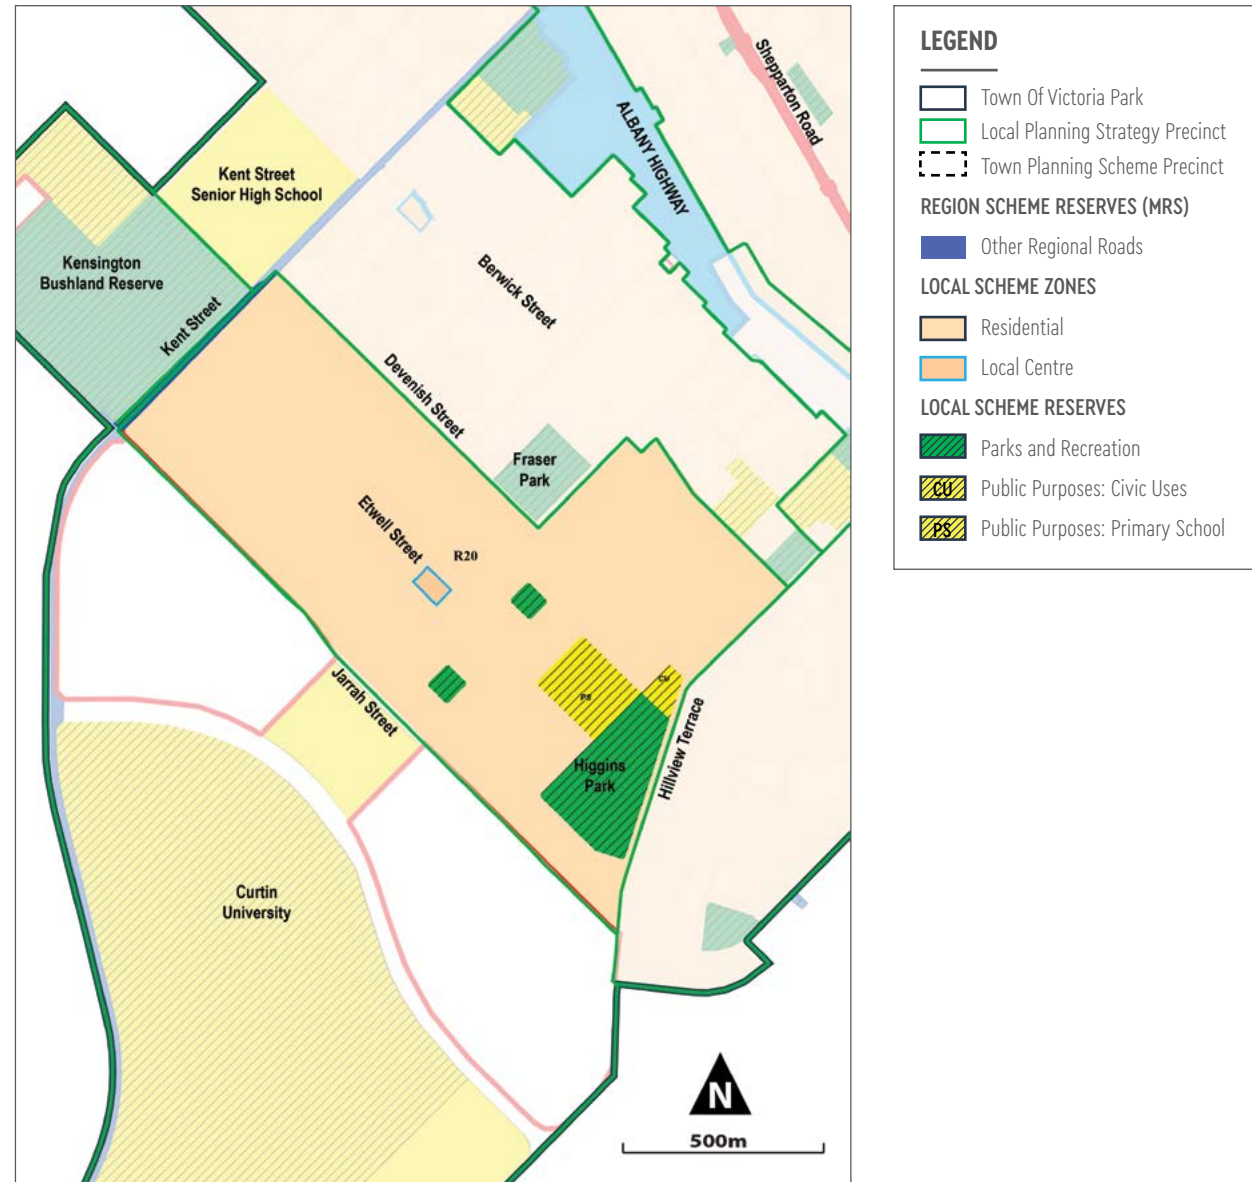 Shepparton Road
ALBANY HIGHWAY
Kent Street
Senior High School
Kensington
Bushland Reserve
Kent Street
Berwick Street
Devenish Street
Fraser
Park
Etwell Street
R20
PS
CU
Jarrah Street
Higgins
Park
Hillview Terrace
Curtin
University
N
500m
LEGEND
Town Of Victoria Park
Local Planning Strategy Precinct
Town Planning Scheme Precinct
REGION SCHEME RESERVES (MRS)
Other Regional Roads
LOCAL SCHEME ZONES
Residential
Local Centre
LOCAL SCHEME RESERVES
Parks and Recreation
CU Public Purposes: Civic Uses
PS Public Purposes: Primary School